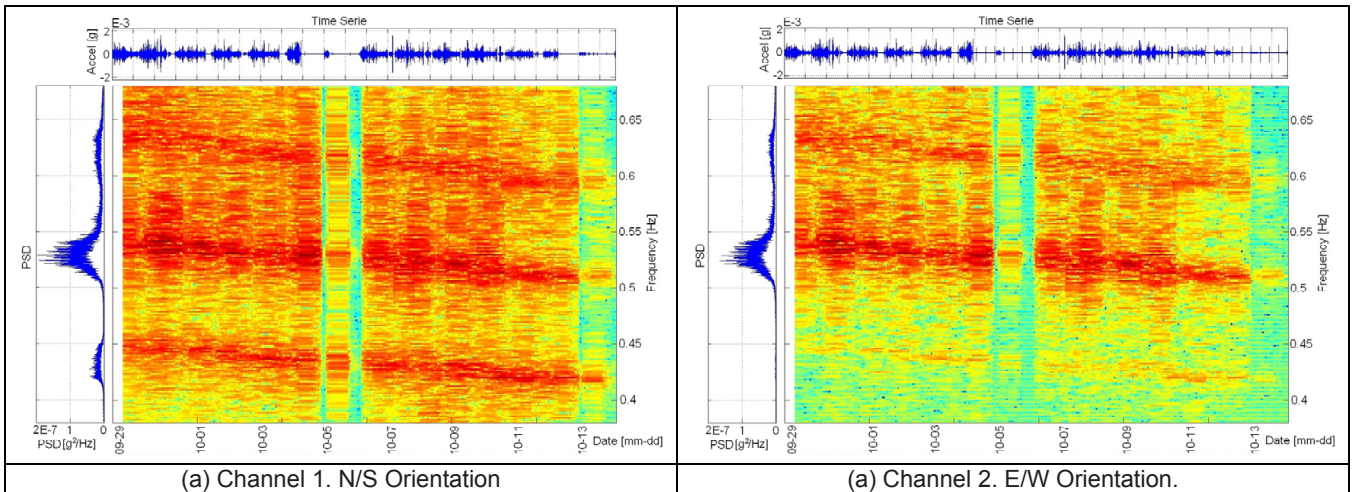 E-3
Time Serie
2
0
-2
Accel [g]
0.65
0.6
0.55
0.5
0.45
0.4
Frequency [Hz]
PSD
2E-7 1 0
PSD[g²/Hz]
09-29
10-01
10-03
10-05
10-07
10-09
10-11
10-13
Date [mm-dd]
(a) Channel 1. N/S Orientation
E-3
Time Serie
2
0
-2
Accel [g]
0.65
0.6
0.55
0.5
0.45
0.4
Frequency [Hz]
PSD
2E-7 1 0
PSD[g²/Hz]
09-29
10-01
10-03
10-05
10-07
10-09
10-11
10-13
Date [mm-dd]
(a) Channel 2. E/W Orientation.